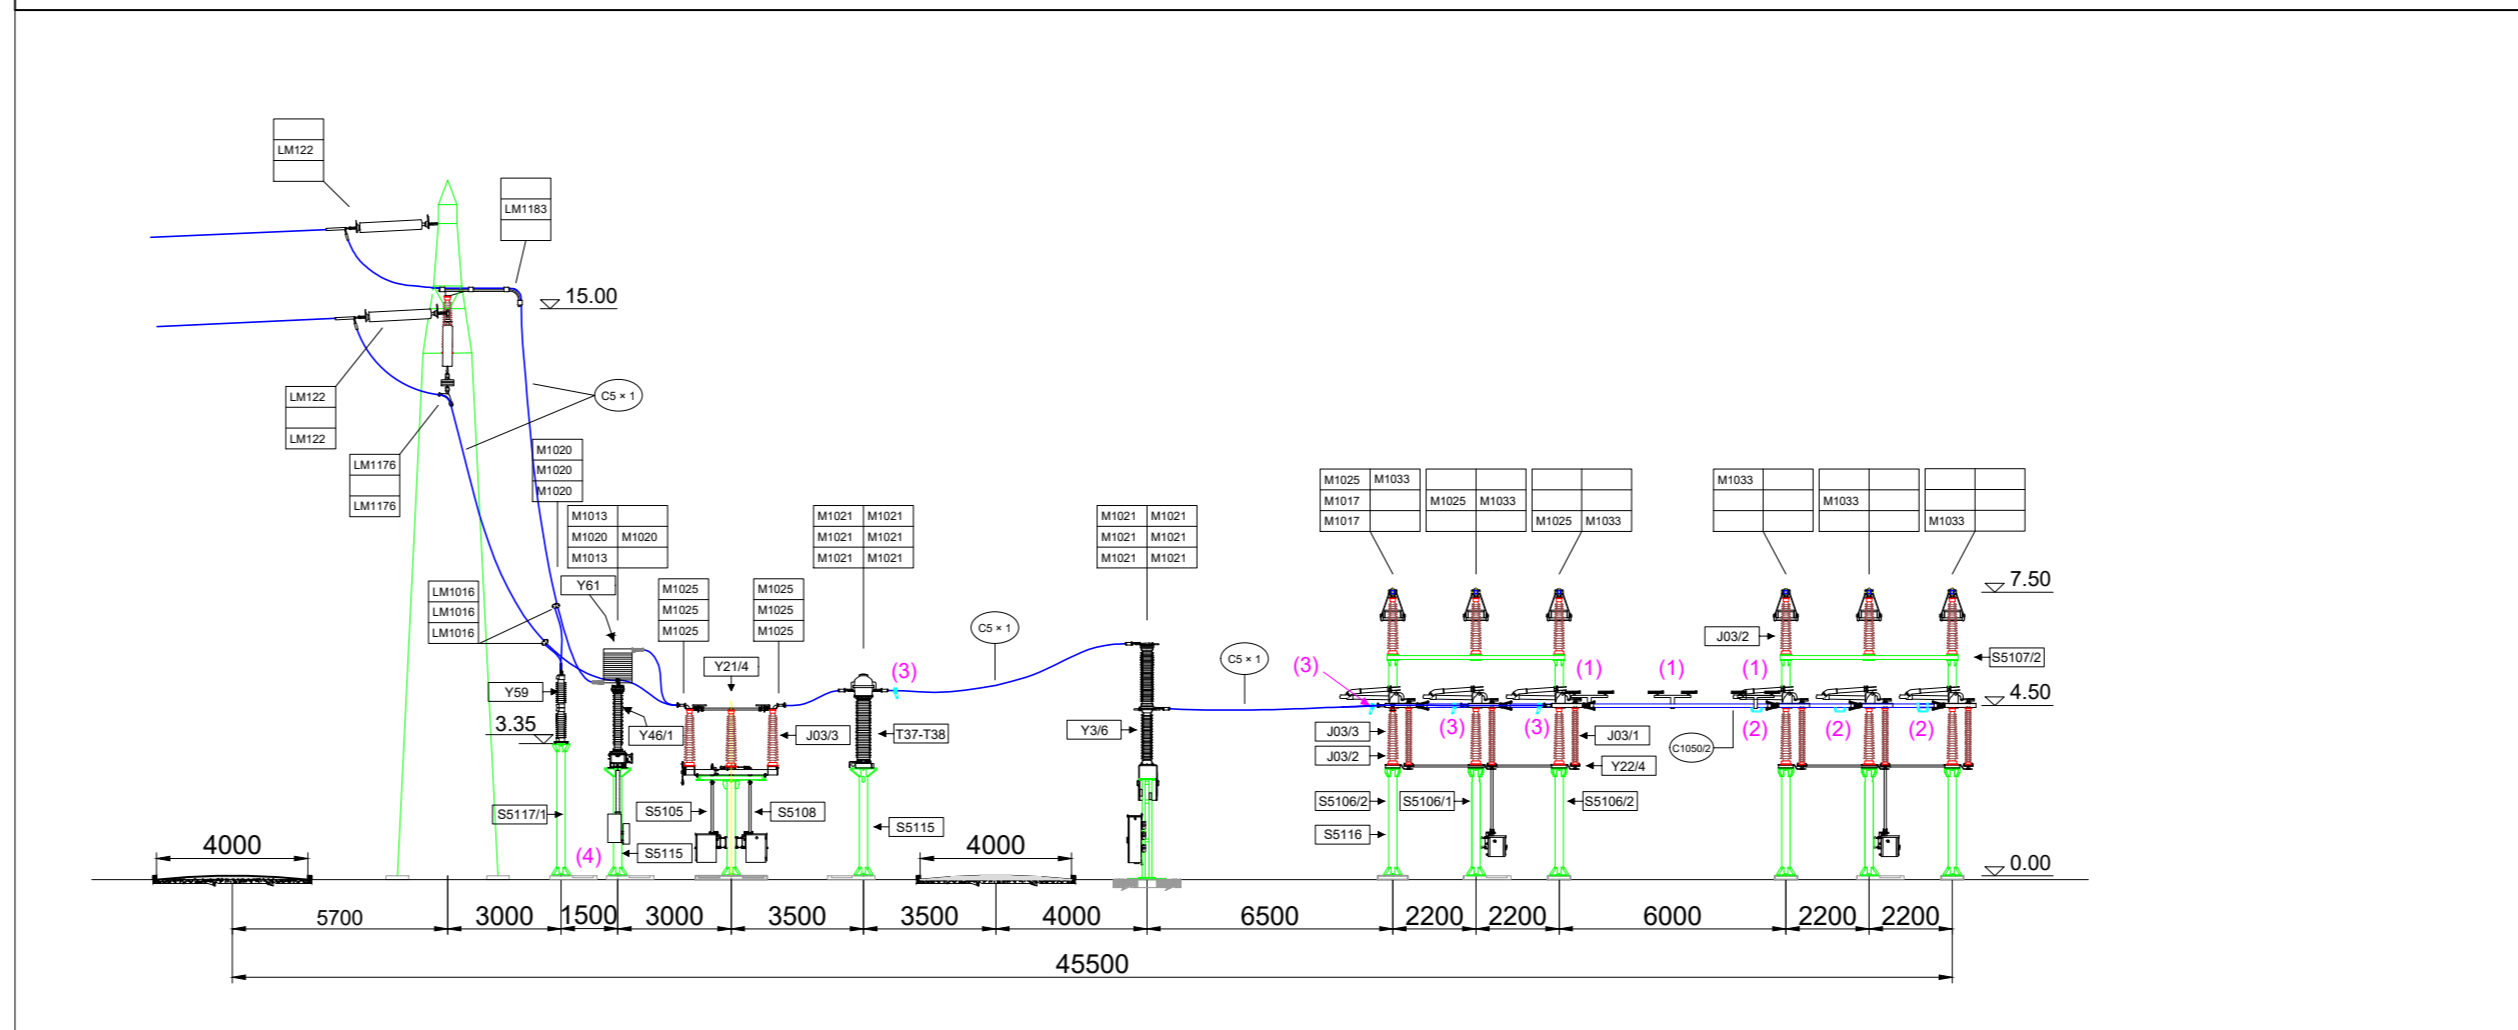 LM122
LM1183
15.00
C5 × 1
LM122
LM122
LM1176
LM1176
M1020
M1020
M1020
M1013
M1020 M1020
M1013
Y61
LM1016
LM1016
LM1016
M1025
M1025
M1025
M1025
M1025
M1025
M1021 M1021
M1021 M1021
M1021 M1021
M1021 M1021
M1021 M1021
M1021 M1021
M1025 M1033
M1017
M1017
M1025 M1033
M1025 M1033
M1033
M1033
M1033
7.50
C5 × 1
J03/2
S5107/2
Y21/4
(3)
C5 × 1
(3)
(1)
(1)
(1)
Y59
4.50
3.35
Y46/1
J03/3
T37-T38
Y3/6
J03/3
(3)
(3)
J03/1
(2)
(2)
(2)
C1050/2
J03/2
Y22/4
S5117/1
S5105
S5108
S5106/2
S5106/1
S5106/2
S5115
S5116
4000
(4)
S5115
4000
0.00
5700
3000
1500
3000
3500
3500
4000
6500
2200
2200
6000
2200
2200
45500